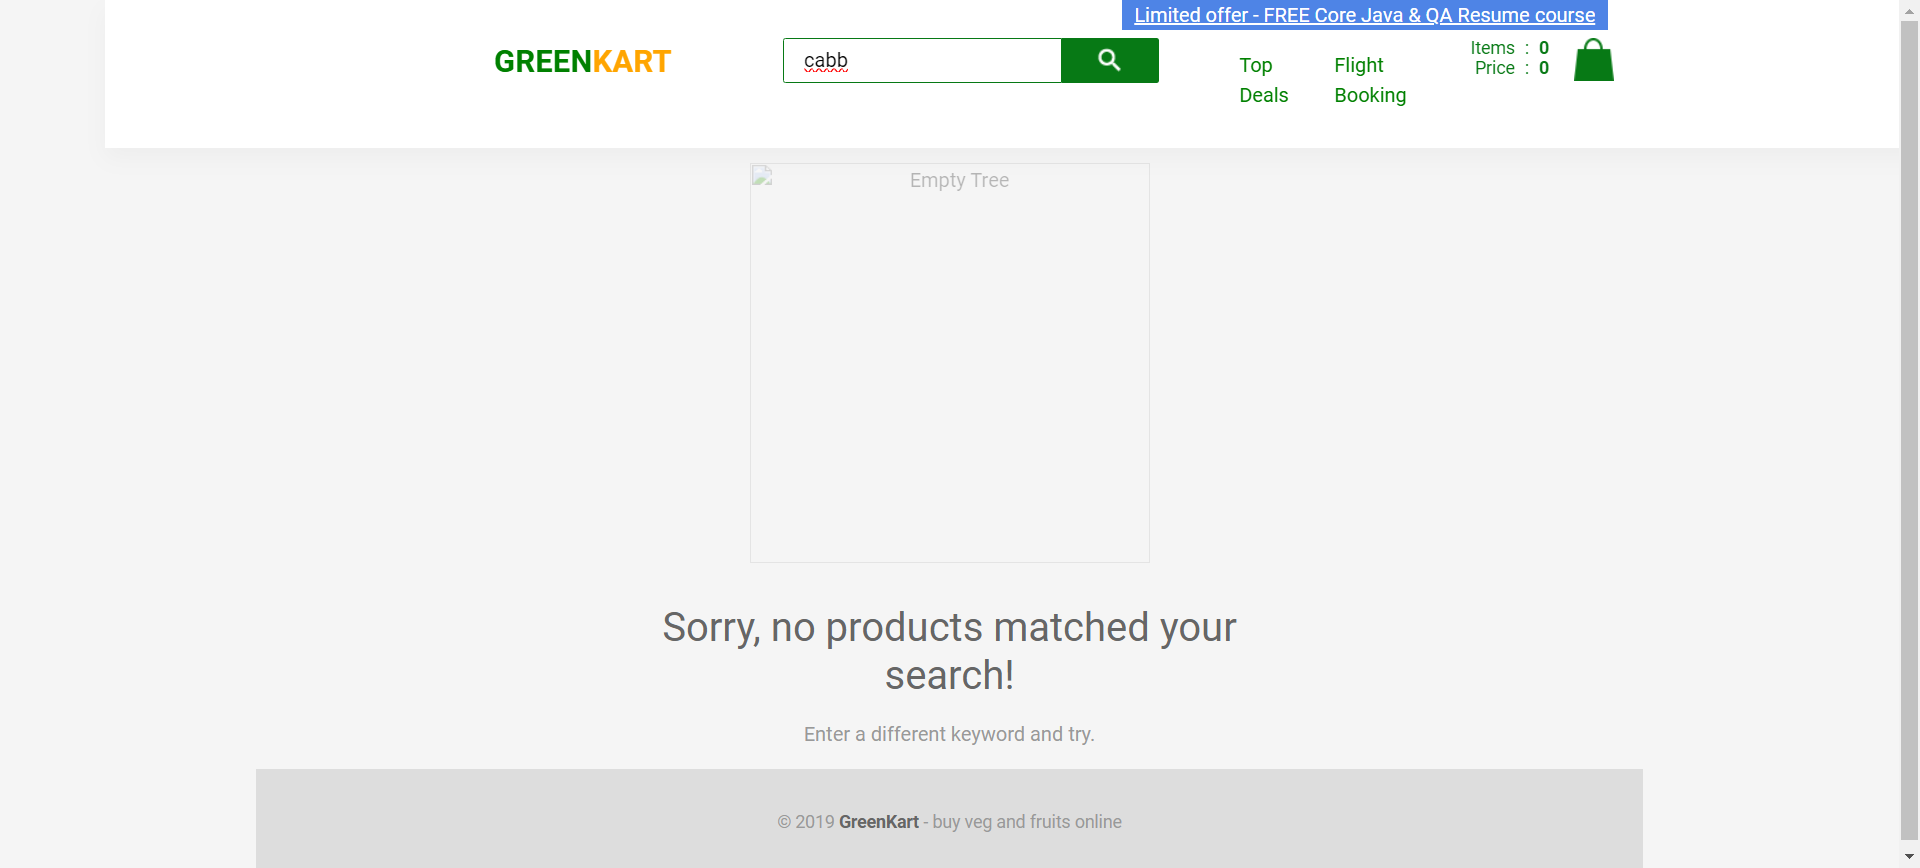 Limited offer - FREE Core Java & QA Resume course
GREENKART
cabb
Top
Deals
Flight
Booking
Items : 0
Price : 0
Empty Tree
Sorry, no products matched your
search!
Enter a different keyword and try.
© 2019 GreenKart - buy veg and fruits online